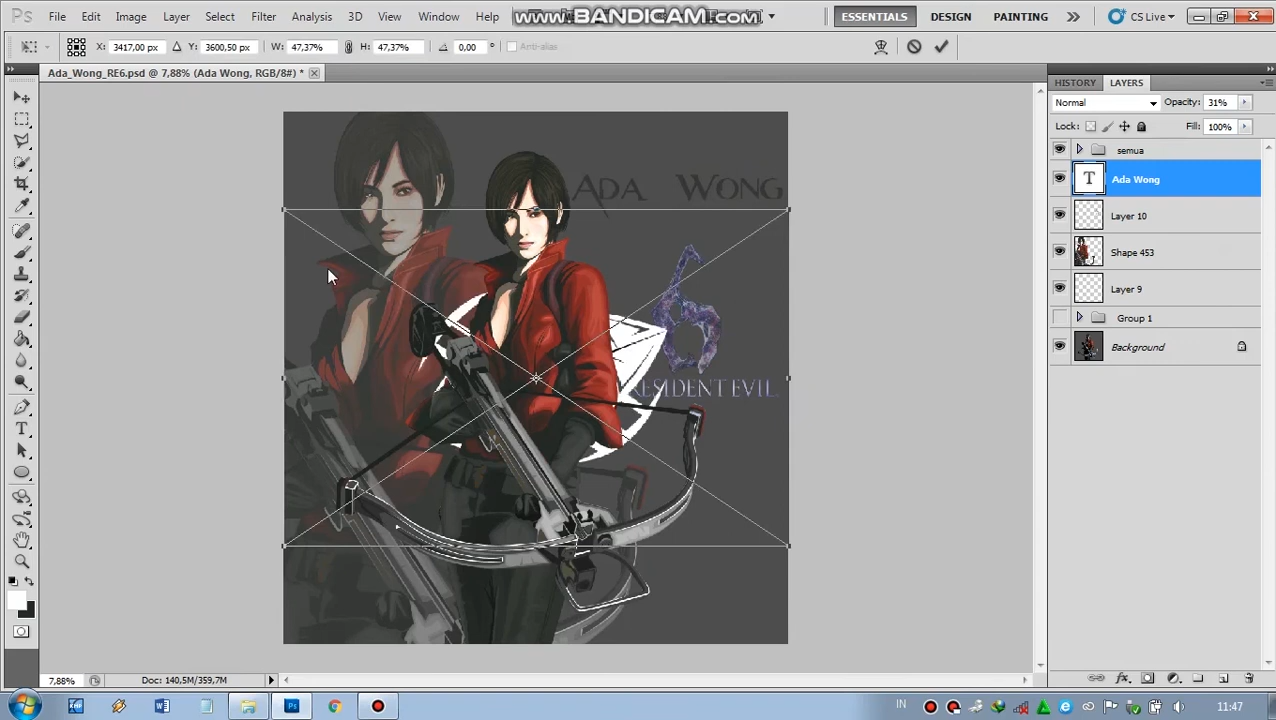 Ps File Edit Image Layer Select Filter Analysis 3D View Window Help www.BANDICAM.com ESSENTIALS DESIGN PAINTING CS Live
X: 3417,00 px Y: 3600,50 px W: 47,37% H: 47,37% 0,00 ° Anti-alias
Ada_Wong_RE6.psd @ 7,88% (Ada Wong, RGB/8#) *
HISTORY LAYERS
Normal Opacity: 31%
Lock: Fill: 100%
semua
T Ada Wong
Layer 10
Shape 453
Layer 9
Group 1
Background
Ada Wong
6
RESIDENT EVIL
7,88% Doc: 140,5M/359,7M
IN 11:47